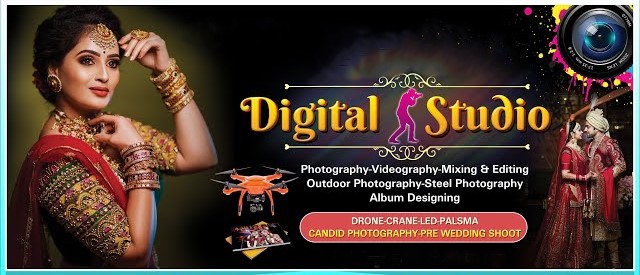 Digital Studio
Photography-Videography-Mixing & Editing
Outdoor Photography-Steel Photography
Album Designing
DRONE-CRANE-LED-PALSMA
CANDID PHOTOGRAPHY-PRE WEDDING SHOOT